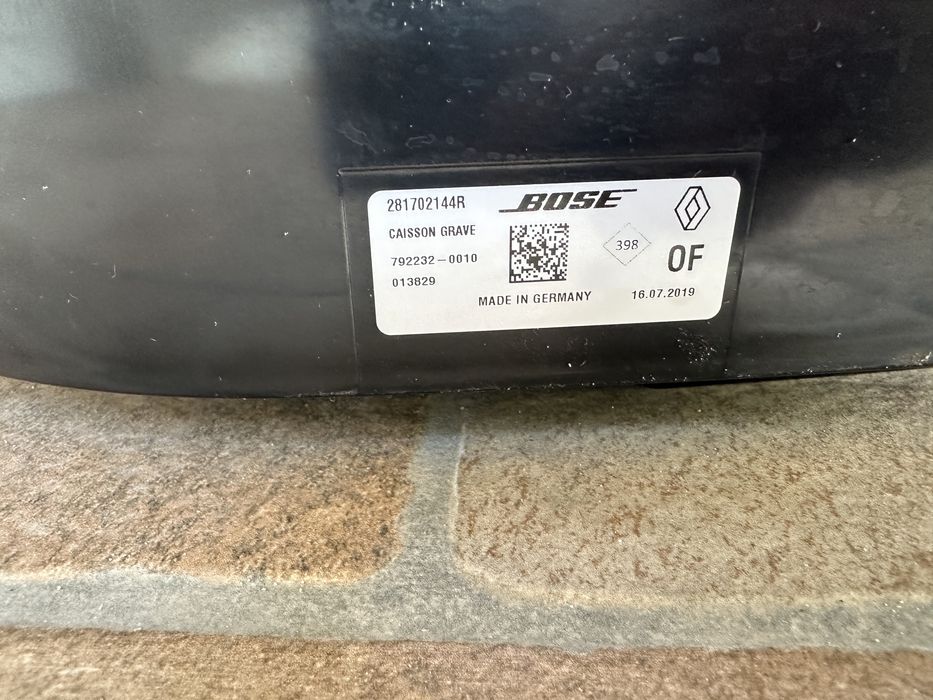 281702144R
BOSE
CAISSON GRAVE
792232-0010
013829
398
OF
MADE IN GERMANY
16.07.2019